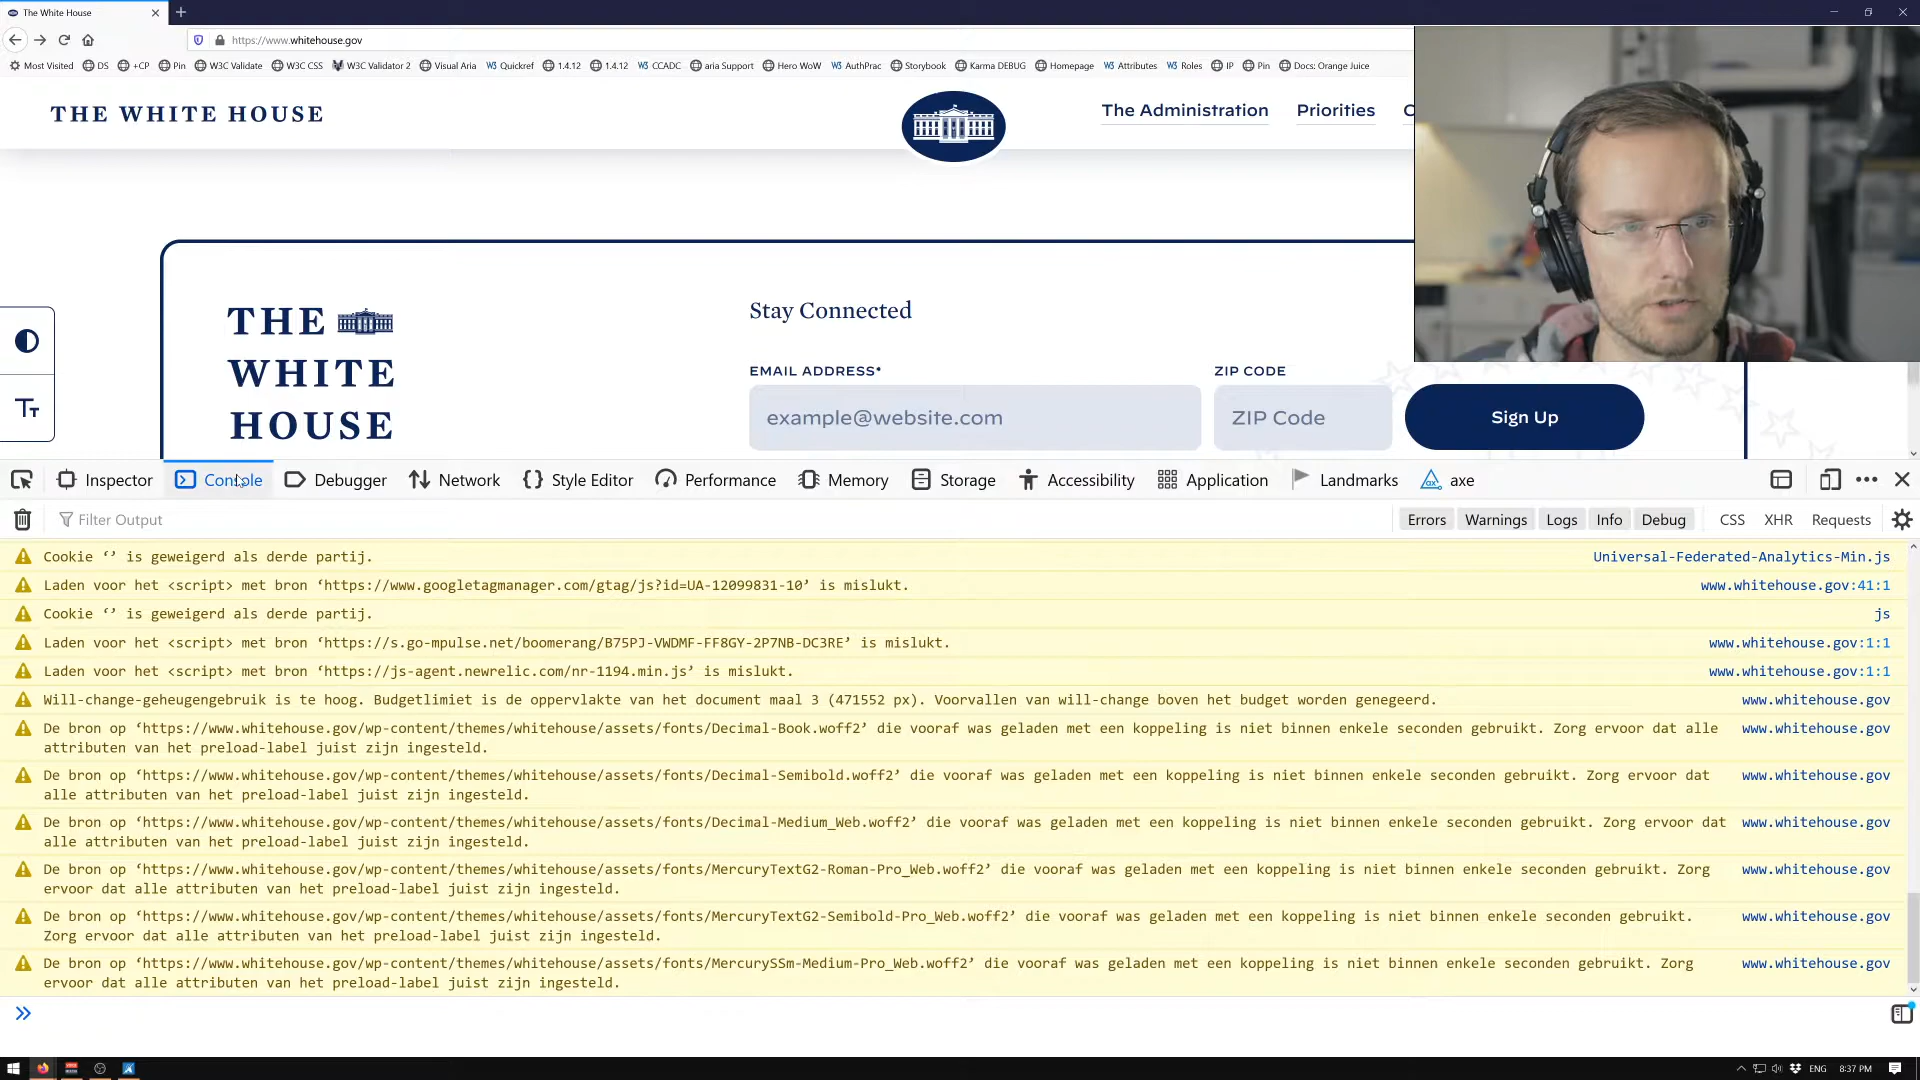 The White House
https://www.whitehouse.gov
Most Visited DS +CP Pin W3C Validate W3C CSS W3C Validator 2 Visual Aria W3 Quickref 1.4.12 1.4.12 W3 CCADC aria Support Hero WoW W3 AuthPrac Storybook Karma DEBUG Homepage W3 Attributes W3 Roles IP Pin Docs: Orange Juice
THE WHITE HOUSE
The Administration Priorities C
THE
WHITE
HOUSE
Stay Connected
EMAIL ADDRESS*
ZIP CODE
example@website.com
ZIP Code
Sign Up
Tт
Inspector Console Debugger Network Style Editor Performance Memory Storage Accessibility Application Landmarks axe
Filter Output
Errors Warnings Logs Info Debug CSS XHR Requests
Cookie ‘’ is geweigerd als derde partij. Universal-Federated-Analytics-Min.js
Laden voor het <script> met bron ‘https://www.googletagmanager.com/gtag/js?id=UA-12099831-10’ is mislukt. www.whitehouse.gov:41:1
Cookie ‘’ is geweigerd als derde partij. js
Laden voor het <script> met bron ‘https://s.go-mpulse.net/boomerang/B75PJ-VWDMF-FF8GY-2P7NB-DC3RE’ is mislukt. www.whitehouse.gov:1:1
Laden voor het <script> met bron ‘https://js-agent.newrelic.com/nr-1194.min.js’ is mislukt. www.whitehouse.gov:1:1
Will-change-geheugengebruik is te hoog. Budgetlimiet is de oppervlakte van het document maal 3 (471552 px). Voorvallen van will-change boven het budget worden genegeerd. www.whitehouse.gov
De bron op ‘https://www.whitehouse.gov/wp-content/themes/whitehouse/assets/fonts/Decimal-Book.woff2’ die vooraf was geladen met een koppeling is niet binnen enkele seconden gebruikt. Zorg ervoor dat alle www.whitehouse.gov
attributen van het preload-label juist zijn ingesteld.
De bron op ‘https://www.whitehouse.gov/wp-content/themes/whitehouse/assets/fonts/Decimal-Semibold.woff2’ die vooraf was geladen met een koppeling is niet binnen enkele seconden gebruikt. Zorg ervoor dat www.whitehouse.gov
alle attributen van het preload-label juist zijn ingesteld.
De bron op ‘https://www.whitehouse.gov/wp-content/themes/whitehouse/assets/fonts/Decimal-Medium_Web.woff2’ die vooraf was geladen met een koppeling is niet binnen enkele seconden gebruikt. Zorg ervoor dat www.whitehouse.gov
alle attributen van het preload-label juist zijn ingesteld.
De bron op ‘https://www.whitehouse.gov/wp-content/themes/whitehouse/assets/fonts/MercuryTextG2-Roman-Pro_Web.woff2’ die vooraf was geladen met een koppeling is niet binnen enkele seconden gebruikt. Zorg www.whitehouse.gov
ervoor dat alle attributen van het preload-label juist zijn ingesteld.
De bron op ‘https://www.whitehouse.gov/wp-content/themes/whitehouse/assets/fonts/MercuryTextG2-Semibold-Pro_Web.woff2’ die vooraf was geladen met een koppeling is niet binnen enkele seconden gebruikt. www.whitehouse.gov
Zorg ervoor dat alle attributen van het preload-label juist zijn ingesteld.
De bron op ‘https://www.whitehouse.gov/wp-content/themes/whitehouse/assets/fonts/MercurySSm-Medium-Pro_Web.woff2’ die vooraf was geladen met een koppeling is niet binnen enkele seconden gebruikt. Zorg www.whitehouse.gov
ervoor dat alle attributen van het preload-label juist zijn ingesteld.
ENG 8:37 PM